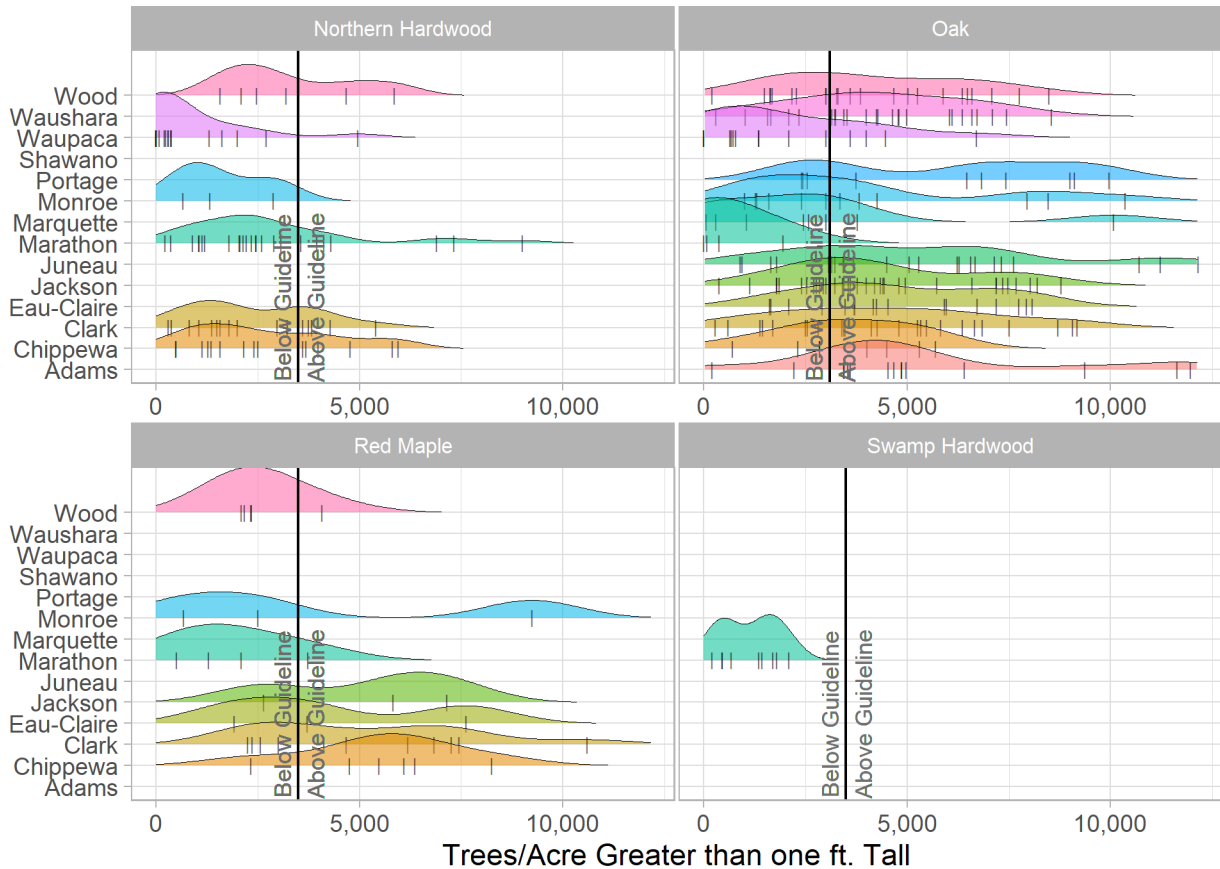 Northern Hardwood
Oak
Wood
Waushara
Waupaca
Shawano
Portage
Monroe
Marquette
Marathon
Juneau
Jackson
Eau-Claire
Clark
Chippewa
Adams
Below Guideline
Above Guideline
Below Guideline
Above Guideline
0 5,000 10,000
0 5,000 10,000
Red Maple
Swamp Hardwood
Wood
Waushara
Waupaca
Shawano
Portage
Monroe
Marquette
Marathon
Juneau
Jackson
Eau-Claire
Clark
Chippewa
Adams
Below Guideline
Above Guideline
Below Guideline
Above Guideline
0 5,000 10,000
0 5,000 10,000
Trees/Acre Greater than one ft. Tall